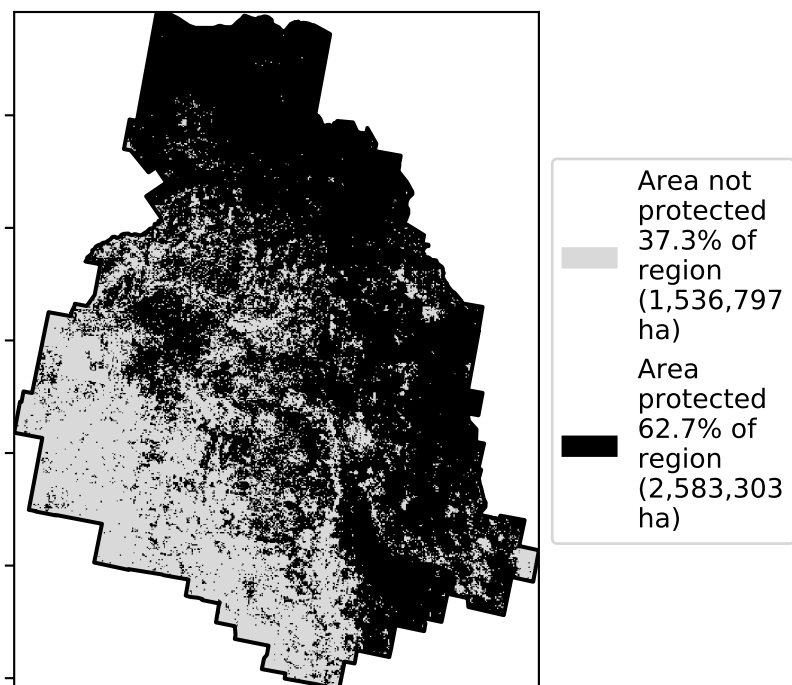 Area not
protected
37.3% of
region
(1,536,797
ha)
Area
protected
62.7% of
region
(2,583,303
ha)